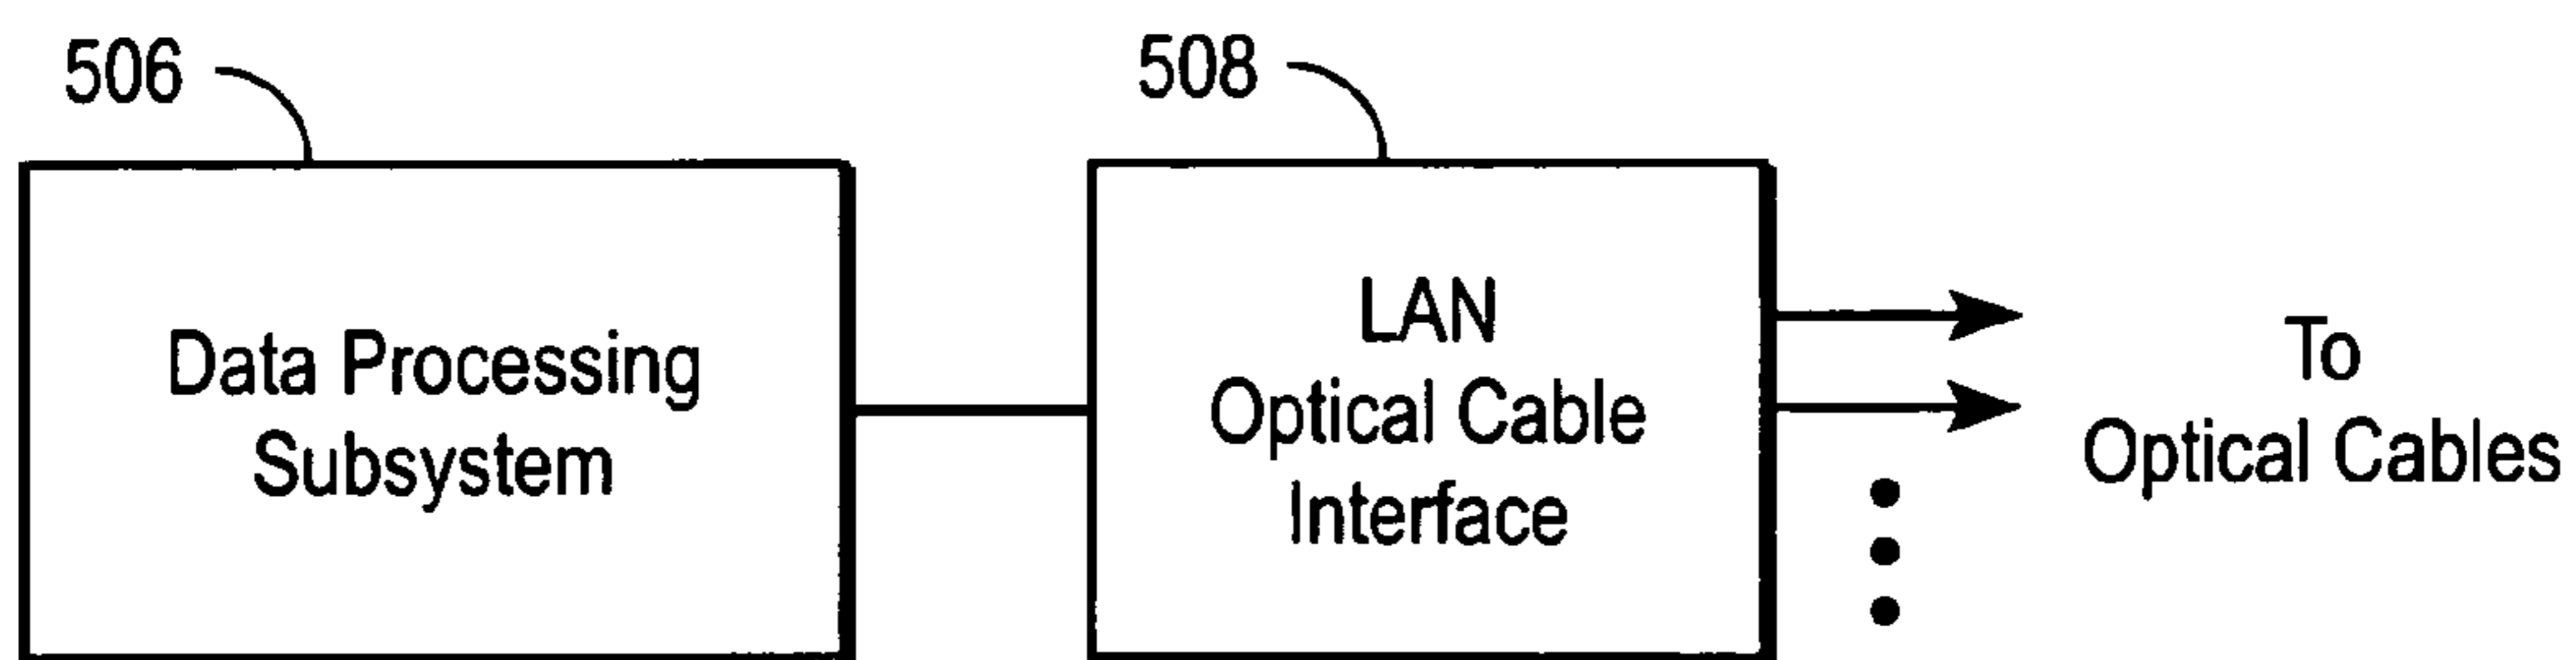 506
508
Data Processing
Subsystem
LAN
Optical Cable
Interface
To
Optical Cables